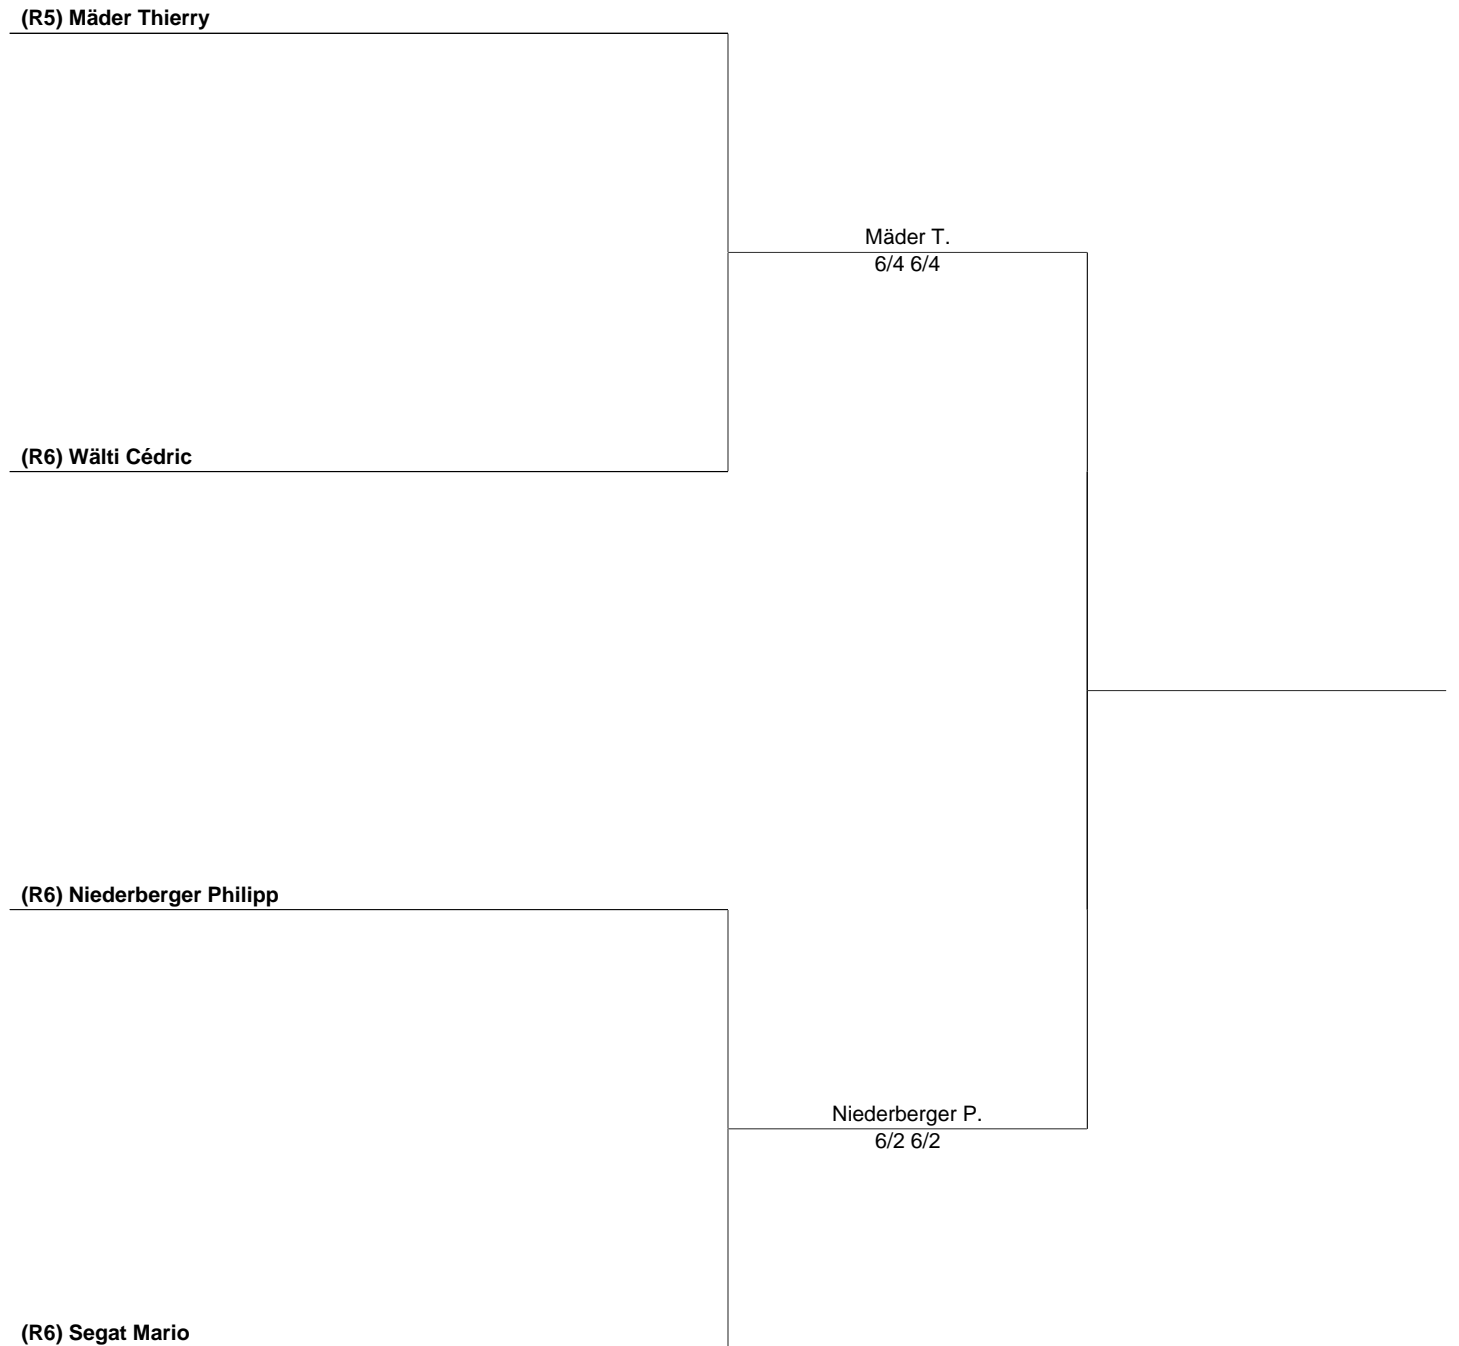 (R5) Mäder Thierry
Mäder T.
6/4 6/4
(R6) Wälti Cédric
(R6) Niederberger Philipp
Niederberger P.
6/2 6/2
(R6) Segat Mario